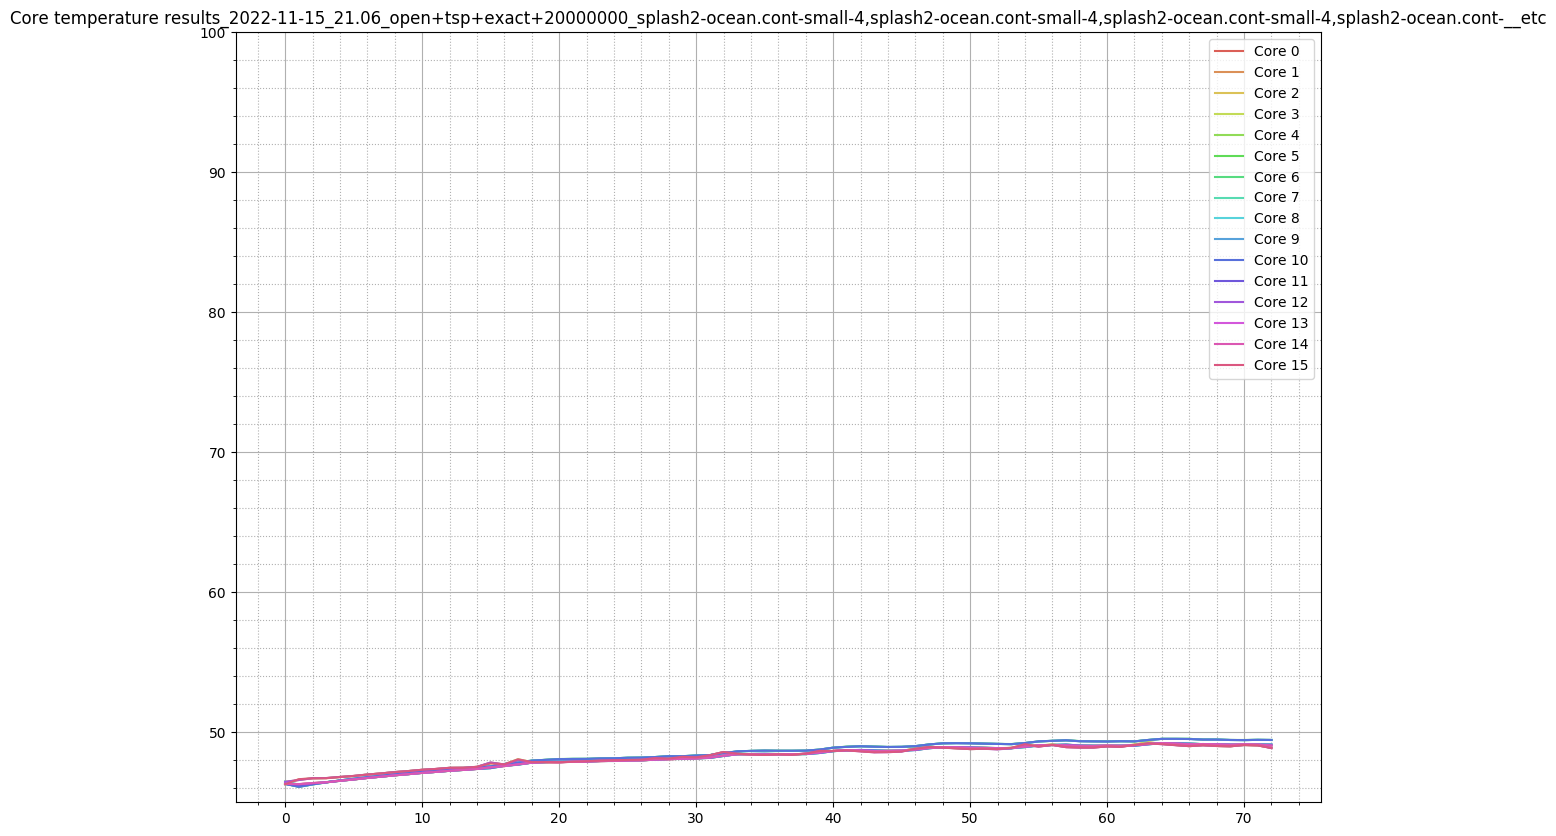 Core temperature results_2022-11-15_21.06_open+tsp+exact+20000000_splash2-ocean.cont-small-4,splash2-ocean.cont-small-4,splash2-ocean.cont-small-4,splash2-ocean.cont-__etc
100
90
80
70
60
50
0 10 20 30 40 50 60 70
Core 0
Core 1
Core 2
Core 3
Core 4
Core 5
Core 6
Core 7
Core 8
Core 9
Core 10
Core 11
Core 12
Core 13
Core 14
Core 15